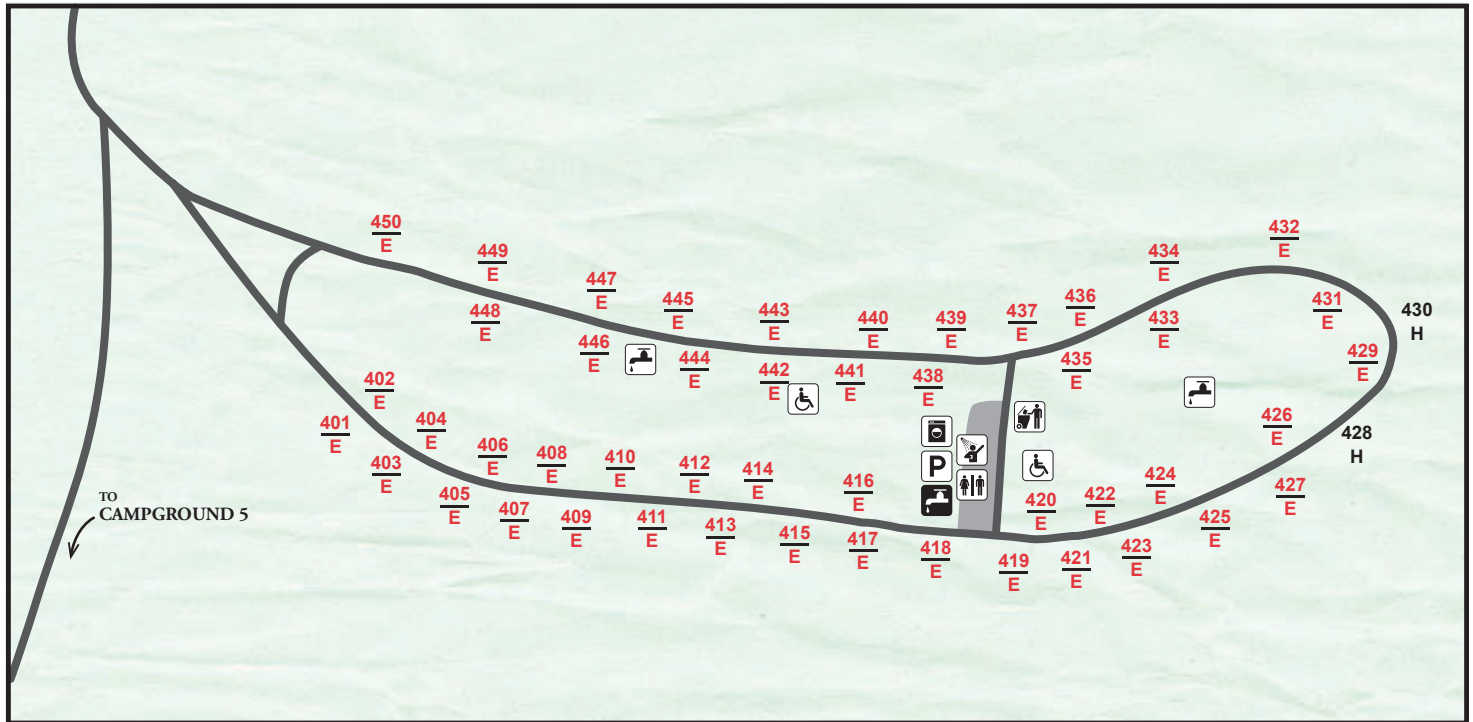 450
E
449
E
448
E
447
E
446
E
445
E
444
E
443
E
442
E
440
E
441
E
439
E
438
E
437
E
436
E
435
E
434
E
433
E
432
E
431
E
430
H
429
E
428
H
426
E
427
E
424
E
425
E
422
E
423
E
420
E
421
E
419
E
418
E
416
E
417
E
414
E
415
E
412
E
413
E
410
E
411
E
408
E
409
E
406
E
407
E
404
E
405
E
402
E
403
E
401
E
P
TO
CAMPGROUND 5